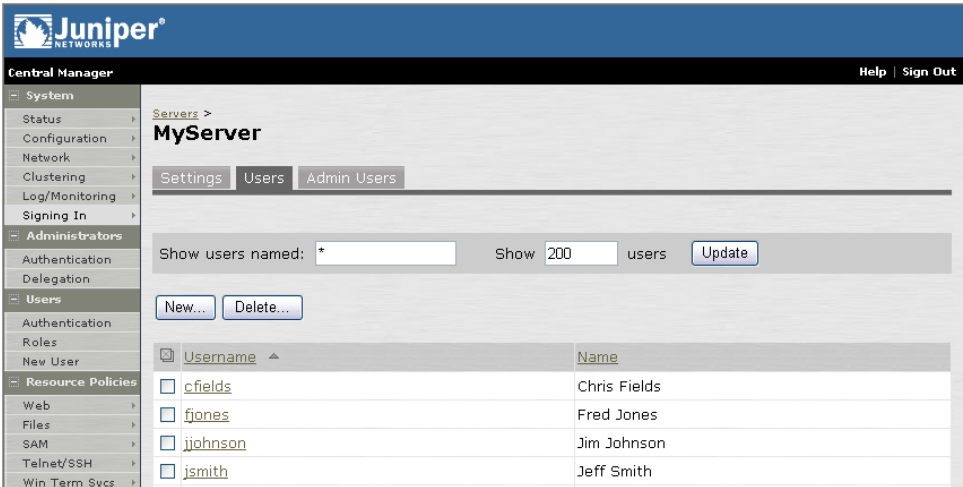 Juniper®
NETWORKS
Central Manager
Help | Sign Out
System
Status
Configuration
Network
Clustering
Log/Monitoring
Signing In
Administrators
Authentication
Delegation
Users
Authentication
Roles
New User
Resource Policies
Web
Files
SAM
Telnet/SSH
Win Term Svcs
Servers >
MyServer
Settings Users Admin Users
Show users named: * Show 200 users Update
New... Delete...
Username Name
cfields Chris Fields
fjones Fred Jones
jjohnson Jim Johnson
jsmith Jeff Smith